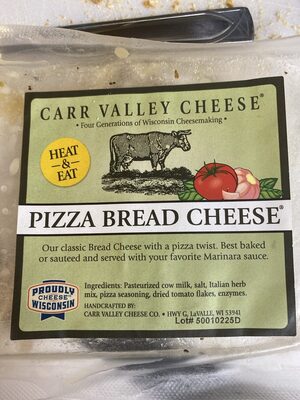 CARR VALLEY CHEESE®
• Four Generations of Wisconsin Cheesemaking •
HEAT
-&-
EAT
PIZZA BREAD CHEESE®
Our classic Bread Cheese with a pizza twist. Best baked
or sauteed and served with your favorite Marinara sauce.
PROUDLY
WISCONSIN
CHEESE™
Ingredients: Pasteurized cow milk, salt, Italian herb
mix, pizza seasoning, dried tomato flakes, enzymes.
HANDCRAFTED BY:
CARR VALLEY CHEESE CO. • HWY G, LaVALLE, WI 53941
Lot# 50010225D